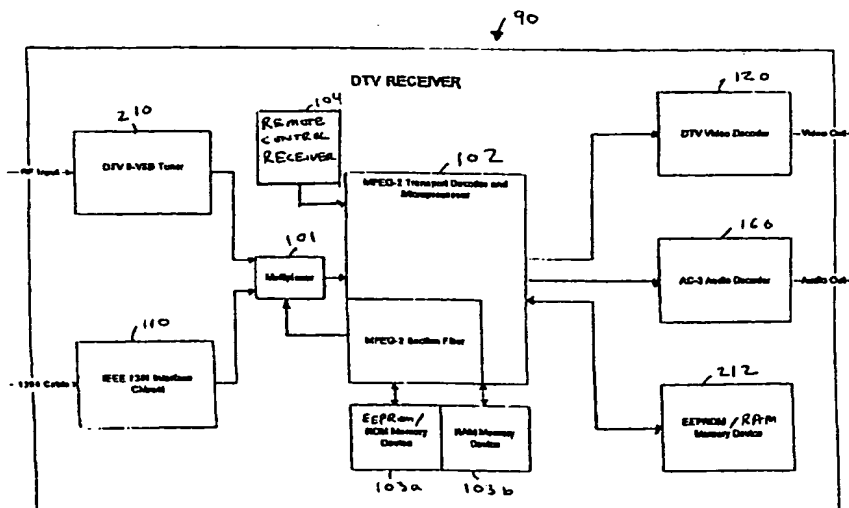 90
DTV RECEIVER
210
DTV 8-VSB Tuner
RF Input
104
REMOTE
CONTROL
RECEIVER
102
MPEG-2 Transport Decoder and
Microprocessor
120
DTV Video Decoder
Video Out
101
Multiplexer
160
AC-3 Audio Decoder
Audio Out
MPEG-2 Section Filter
110
IEEE 1394 Interface
Circuit
1394 Cable
EEPROM/
ROM Memory
Device
RAM Memory
Device
103a
103b
212
EEPROM/RAM
Memory Device